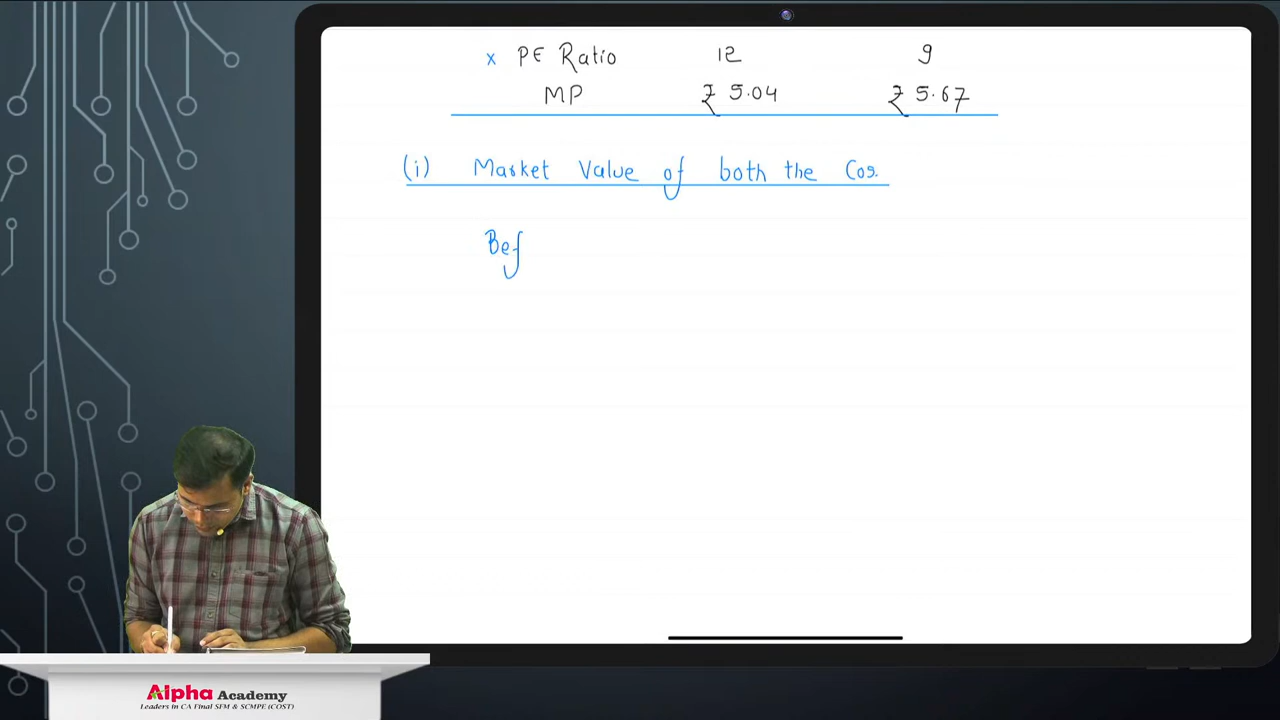 x PE Ratio 12 9
MP ₹ 5.04 ₹ 5.67
(i) Market Value of both the Cos.
Bef
Alpha Academy
Leaders in CA Final SFM & SCMPE (COST)